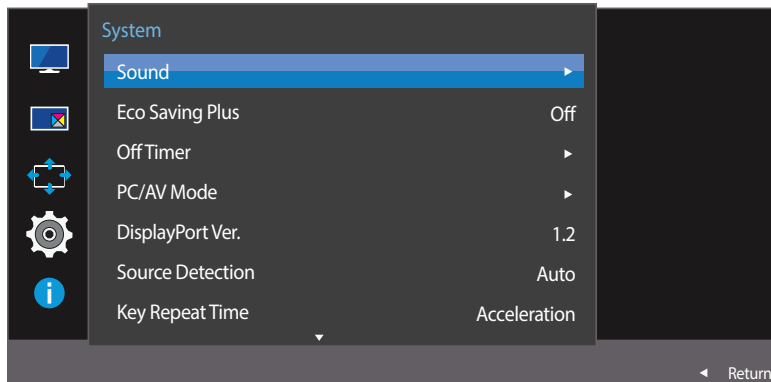 System
Sound
Eco Saving Plus Off
Off Timer
PC/AV Mode
DisplayPort Ver. 1.2
Source Detection Auto
Key Repeat Time Acceleration
Return